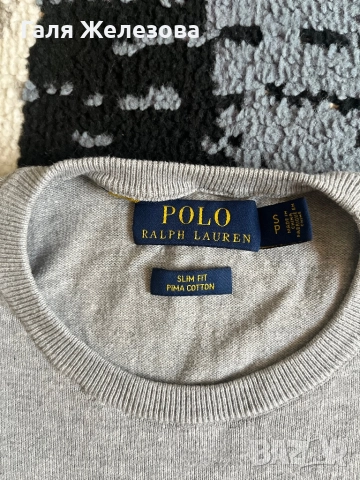 Галя Железова
POLO
RALPH LAUREN
S
P
SLIM FIT
PIMA COTTON
BAZAR